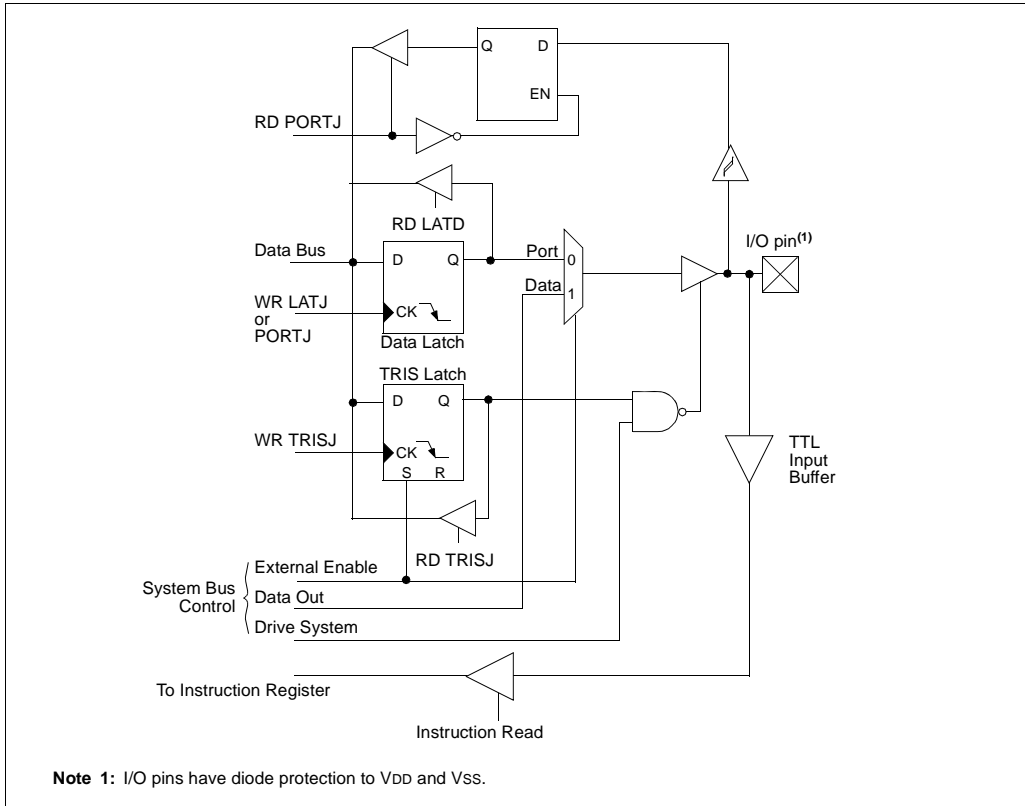 Q D
EN
RD PORTJ
RD LATD
I/O pin(1)
Data Bus
D Q
Port 0
Data 1
WR LATJ
or
PORTJ
CK
Data Latch
TRIS Latch
D Q
WR TRISJ
CK
S R
TTL
Input
Buffer
RD TRISJ
System Bus
Control
External Enable
Data Out
Drive System
To Instruction Register
Instruction Read
Note 1: I/O pins have diode protection to VDD and VSS.